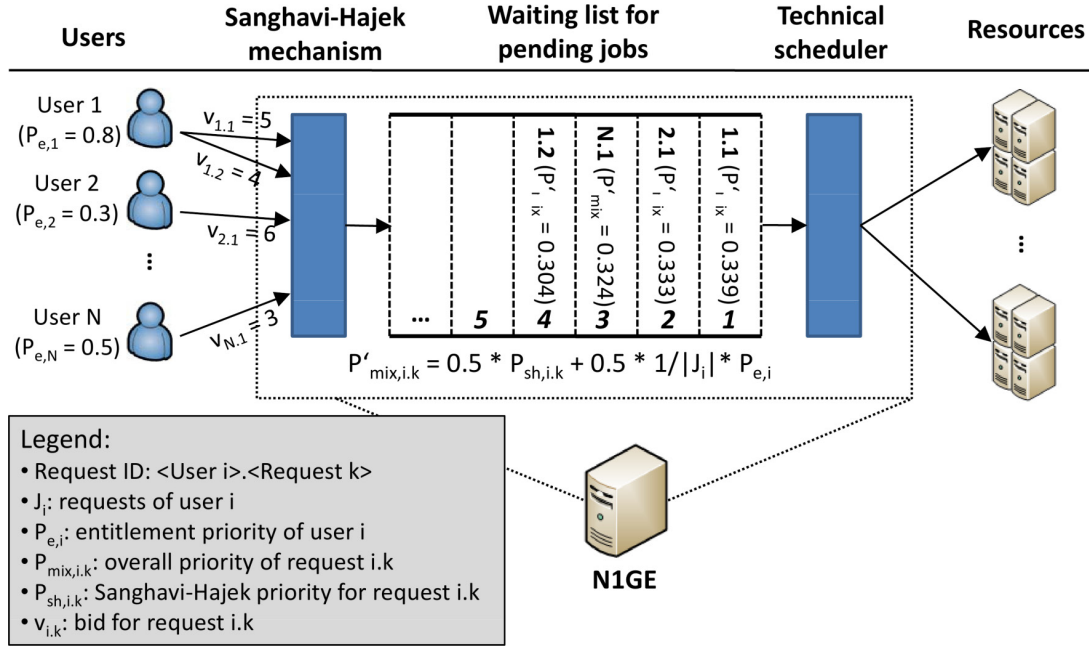 Users
Sanghavi-Hajek
mechanism
Waiting list for
pending jobs
Technical
scheduler
Resources
User 1
(Pe,1 = 0.8)
User 2
(Pe,2 = 0.3)
...
User N
(Pe,N = 0.5)
v1.1 = 5
v1.2 = 4
v2.1 = 6
vN.1 = 3
1.2 (P‘ i ix = 0.304)
N.1 (P‘mix = 0.324)
2.1 (P‘ i ix = 0.333)
1.1 (P‘ i ix = 0.339)
... 5 4 3 2 1
P‘mix,i.k = 0.5 * Psh,i.k + 0.5 * 1/|Ji| * Pe,i
...
Legend:
• Request ID: <User i>.<Request k>
• Ji: requests of user i
• Pe,i: entitlement priority of user i
• Pmix,i.k: overall priority of request i.k
• Psh,i.k: Sanghavi-Hajek priority for request i.k
• vi.k: bid for request i.k
N1GE